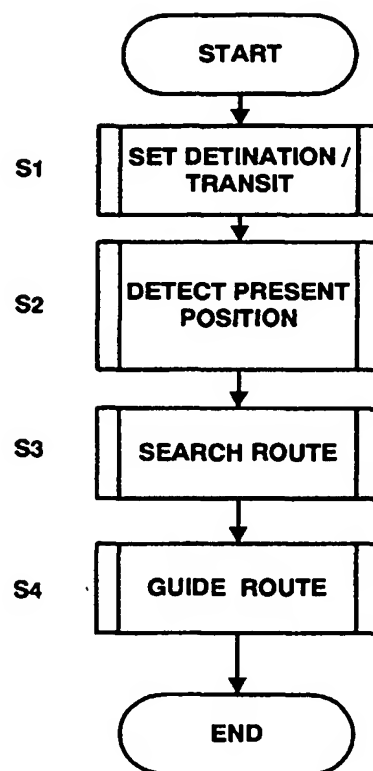 START
S1
SET DETINATION /
TRANSIT
S2
DETECT PRESENT
POSITION
S3
SEARCH ROUTE
S4
GUIDE ROUTE
END